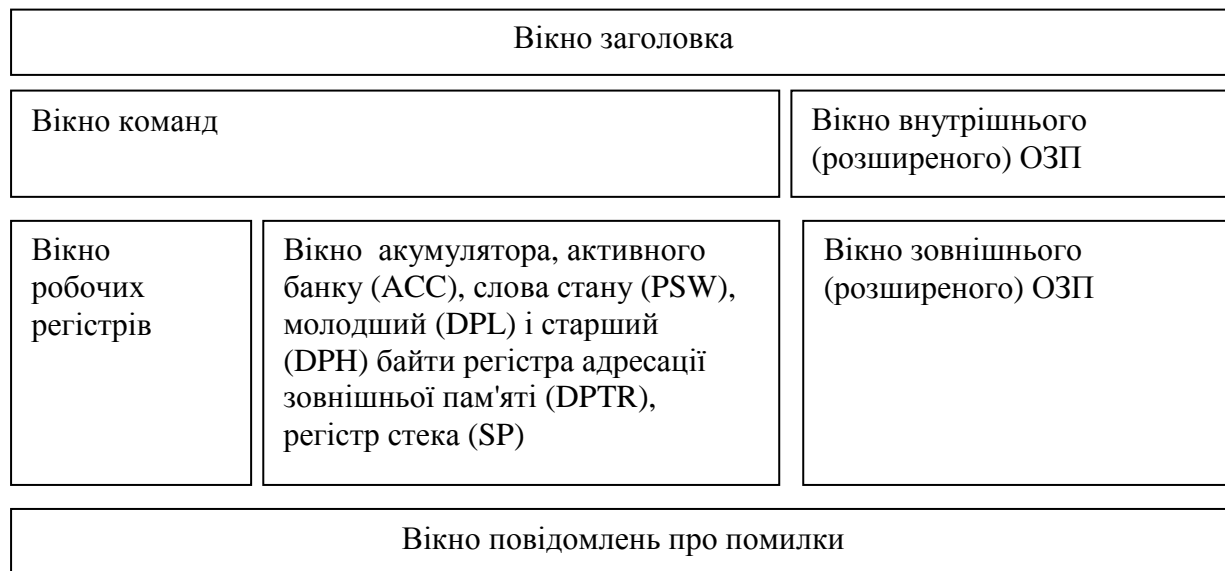 Вікно заголовка
Вікно команд
Вікно внутрішнього
(розширеного) ОЗП
Вікно
робочих
регістрів
Вікно акумулятора, активного
банку (ACC), слова стану (PSW),
молодший (DPL) і старший
(DPH) байти регістра адресації
зовнішньої пам'яті (DPTR),
регістр стека (SP)
Вікно зовнішнього
(розширеного) ОЗП
Вікно повідомлень про помилки